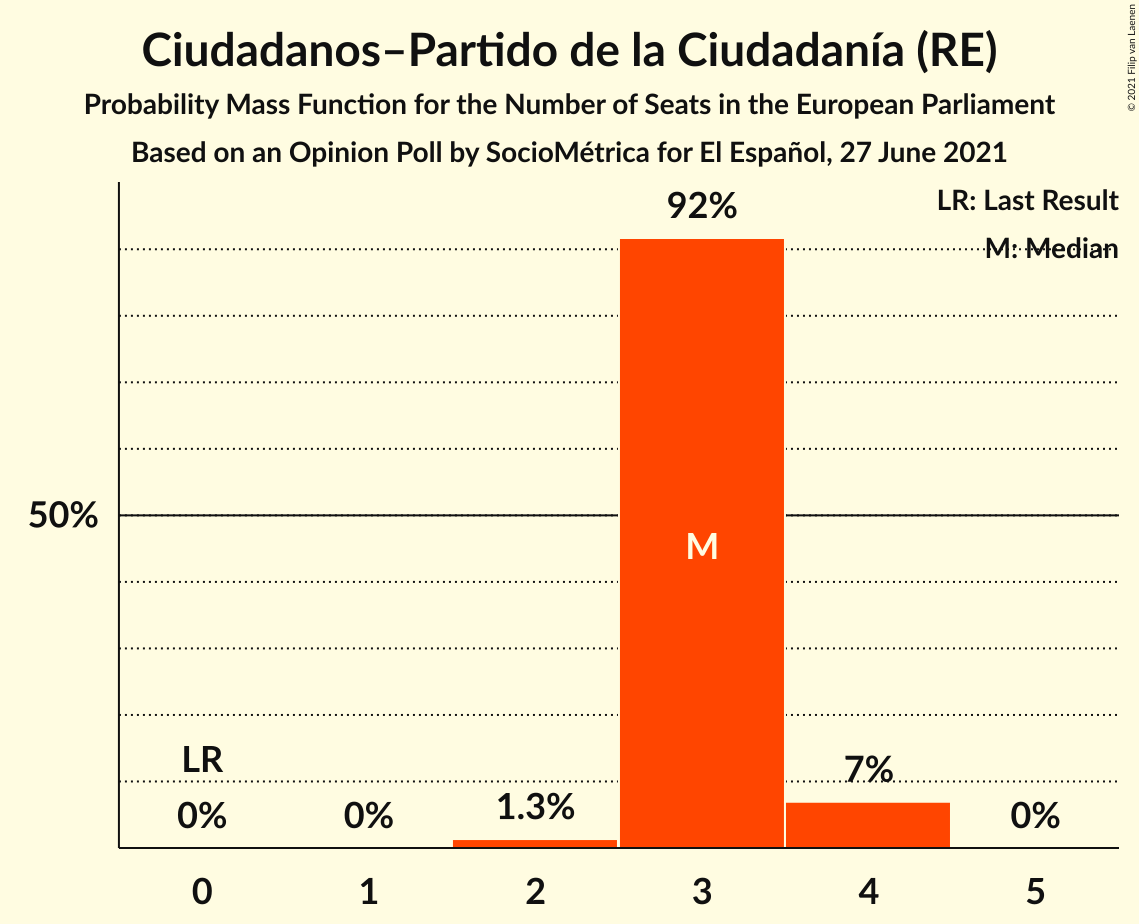 Ciudadanos–Partido de la Ciudadanía (RE)
Probability Mass Function for the Number of Seats in the European Parliament
Based on an Opinion Poll by SocioMétrica for El Español, 27 June 2021
© 2021 Filip van Laenen
LR: Last Result
M: Median
92%
50%
M
LR
0%
0%
1.3%
7%
0%
0
1
2
3
4
5